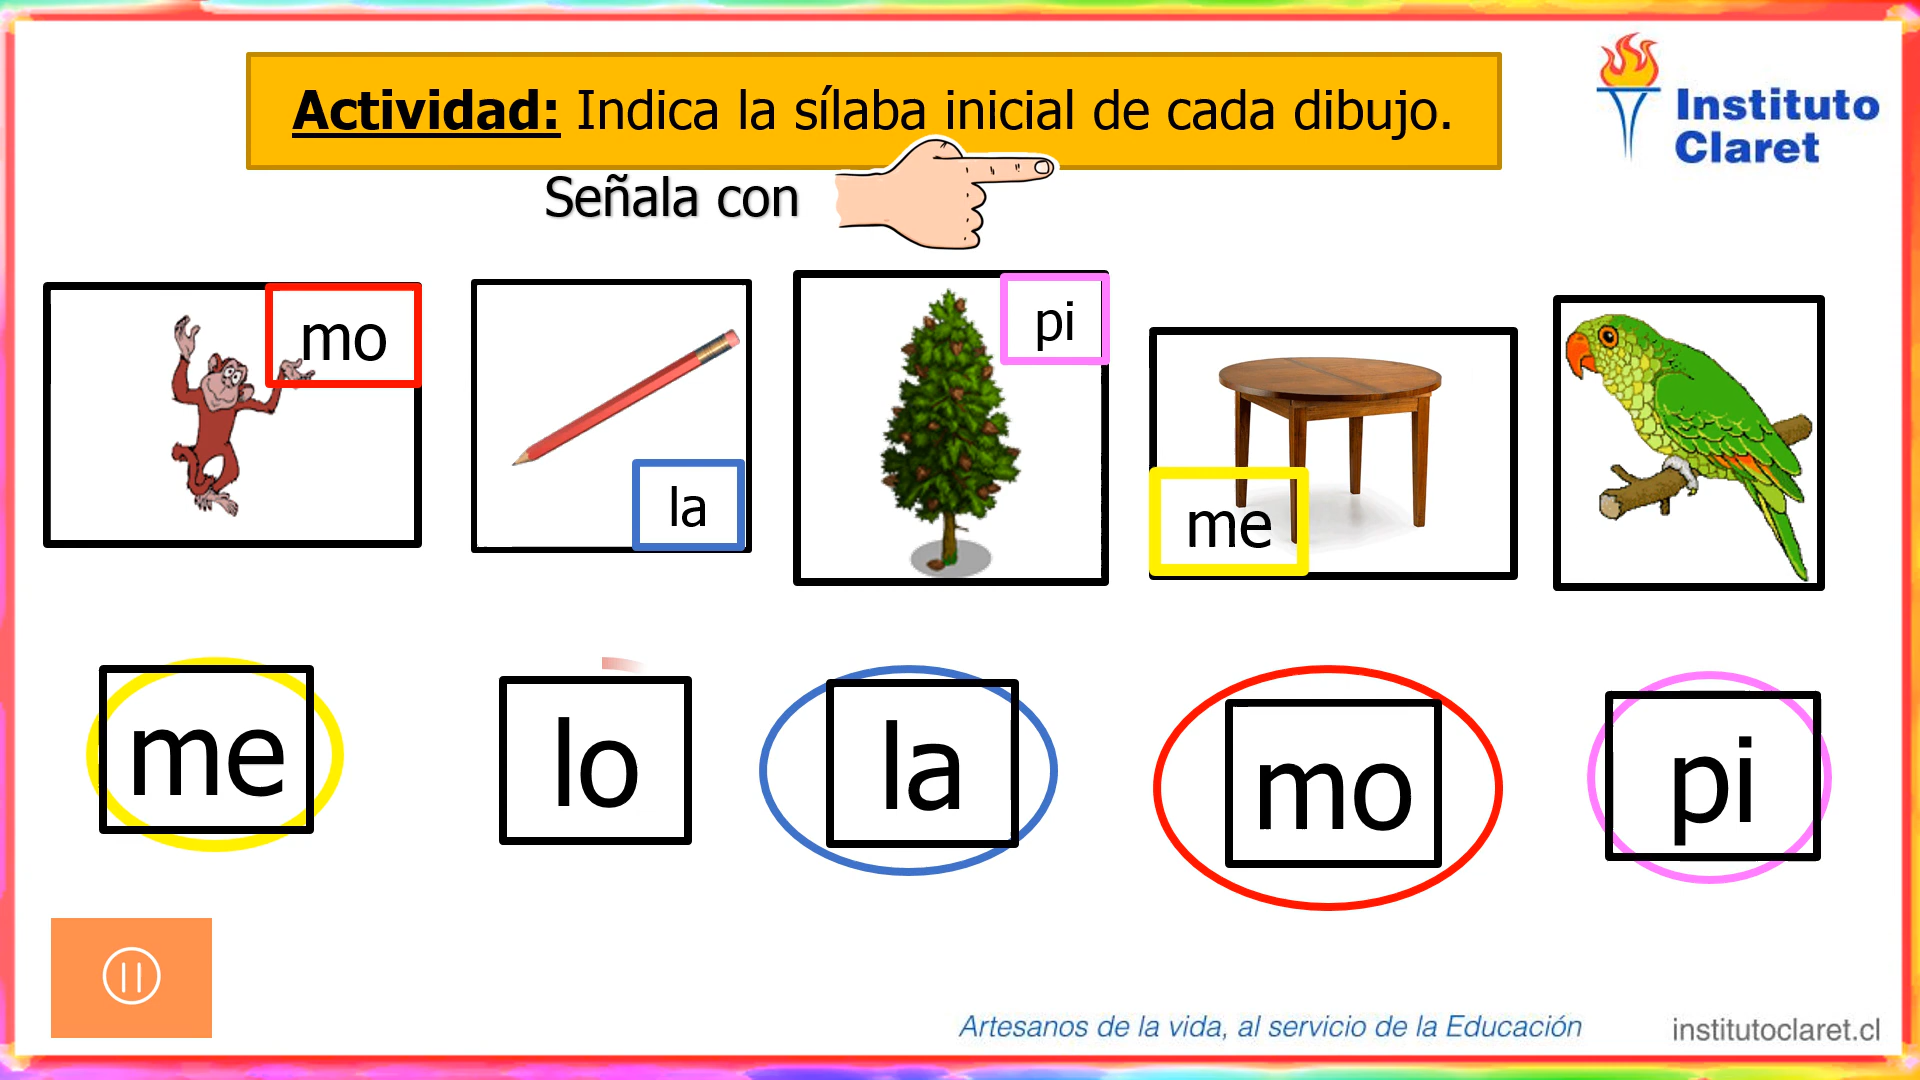 Actividad: Indica la sílaba inicial de cada dibujo.
Instituto
Claret
Señala con
mo
la
pi
me
me
lo
la
mo
pi
Artesanos de la vida, al servicio de la Educación
institutoclaret.cl